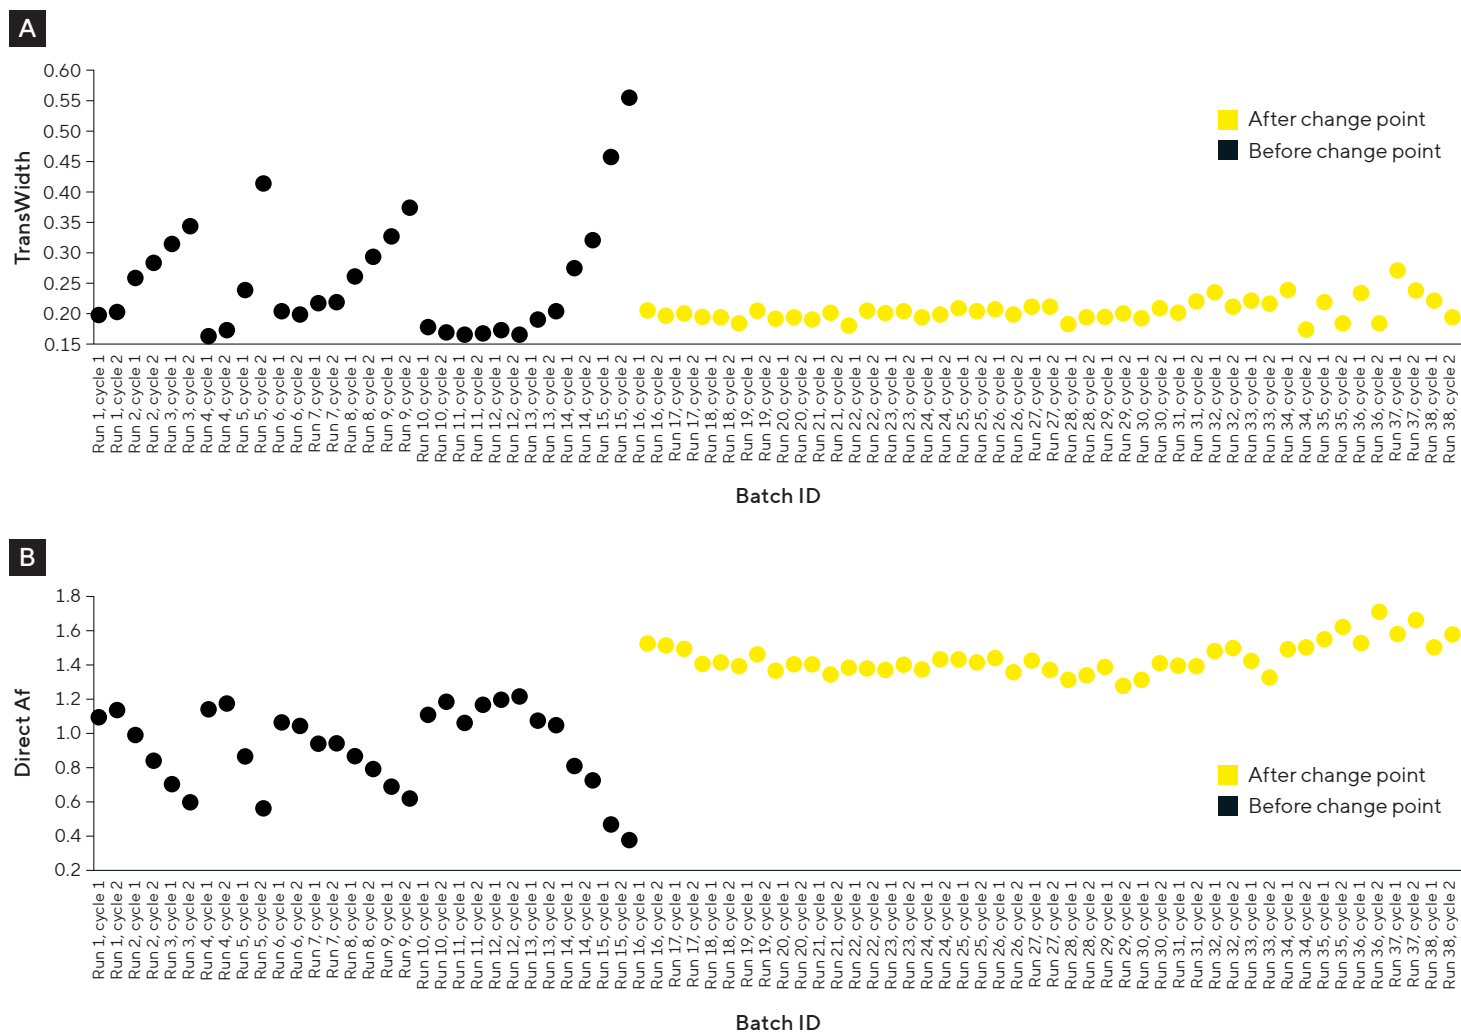 A
0.60
0.55
0.50
0.45
0.40
0.35
0.30
0.25
0.20
0.15
TransWidth
After change point
Before change point
Run 1, cycle 1
Run 1, cycle 2
Run 2, cycle 1
Run 2, cycle 2
Run 3, cycle 1
Run 3, cycle 2
Run 4, cycle 1
Run 4, cycle 2
Run 5, cycle 1
Run 5, cycle 2
Run 6, cycle 1
Run 6, cycle 2
Run 7, cycle 1
Run 7, cycle 2
Run 8, cycle 1
Run 8, cycle 2
Run 9, cycle 1
Run 9, cycle 2
Run 10, cycle 1
Run 10, cycle 2
Run 11, cycle 1
Run 11, cycle 2
Run 12, cycle 1
Run 12, cycle 2
Run 13, cycle 1
Run 13, cycle 2
Run 14, cycle 1
Run 14, cycle 2
Run 15, cycle 1
Run 15, cycle 2
Run 16, cycle 1
Run 16, cycle 2
Run 17, cycle 1
Run 17, cycle 2
Run 18, cycle 1
Run 18, cycle 2
Run 19, cycle 1
Run 19, cycle 2
Run 20, cycle 1
Run 20, cycle 2
Run 21, cycle 1
Run 21, cycle 2
Run 22, cycle 1
Run 22, cycle 2
Run 23, cycle 1
Run 23, cycle 2
Run 24, cycle 1
Run 24, cycle 2
Run 25, cycle 1
Run 25, cycle 2
Run 26, cycle 1
Run 26, cycle 2
Run 27, cycle 1
Run 27, cycle 2
Run 28, cycle 1
Run 28, cycle 2
Run 29, cycle 1
Run 29, cycle 2
Run 30, cycle 1
Run 30, cycle 2
Run 31, cycle 1
Run 31, cycle 2
Run 32, cycle 1
Run 32, cycle 2
Run 33, cycle 1
Run 33, cycle 2
Run 34, cycle 1
Run 34, cycle 2
Run 35, cycle 1
Run 35, cycle 2
Run 36, cycle 1
Run 36, cycle 2
Run 37, cycle 1
Run 37, cycle 2
Run 38, cycle 1
Run 38, cycle 2
Batch ID
B
1.8
1.6
1.4
1.2
1.0
0.8
0.6
0.4
0.2
Direct Af
After change point
Before change point
Run 1, cycle 1
Run 1, cycle 2
Run 2, cycle 1
Run 2, cycle 2
Run 3, cycle 1
Run 3, cycle 2
Run 4, cycle 1
Run 4, cycle 2
Run 5, cycle 1
Run 5, cycle 2
Run 6, cycle 1
Run 6, cycle 2
Run 7, cycle 1
Run 7, cycle 2
Run 8, cycle 1
Run 8, cycle 2
Run 9, cycle 1
Run 9, cycle 2
Run 10, cycle 1
Run 10, cycle 2
Run 11, cycle 1
Run 11, cycle 2
Run 12, cycle 1
Run 12, cycle 2
Run 13, cycle 1
Run 13, cycle 2
Run 14, cycle 1
Run 14, cycle 2
Run 15, cycle 1
Run 15, cycle 2
Run 16, cycle 1
Run 16, cycle 2
Run 17, cycle 1
Run 17, cycle 2
Run 18, cycle 1
Run 18, cycle 2
Run 19, cycle 1
Run 19, cycle 2
Run 20, cycle 1
Run 20, cycle 2
Run 21, cycle 1
Run 21, cycle 2
Run 22, cycle 1
Run 22, cycle 2
Run 23, cycle 1
Run 23, cycle 2
Run 24, cycle 1
Run 24, cycle 2
Run 25, cycle 1
Run 25, cycle 2
Run 26, cycle 1
Run 26, cycle 2
Run 27, cycle 1
Run 27, cycle 2
Run 28, cycle 1
Run 28, cycle 2
Run 29, cycle 1
Run 29, cycle 2
Run 30, cycle 1
Run 30, cycle 2
Run 31, cycle 1
Run 31, cycle 2
Run 32, cycle 1
Run 32, cycle 2
Run 33, cycle 1
Run 33, cycle 2
Run 34, cycle 1
Run 34, cycle 2
Run 35, cycle 1
Run 35, cycle 2
Run 36, cycle 1
Run 36, cycle 2
Run 37, cycle 1
Run 37, cycle 2
Run 38, cycle 1
Run 38, cycle 2
Batch ID